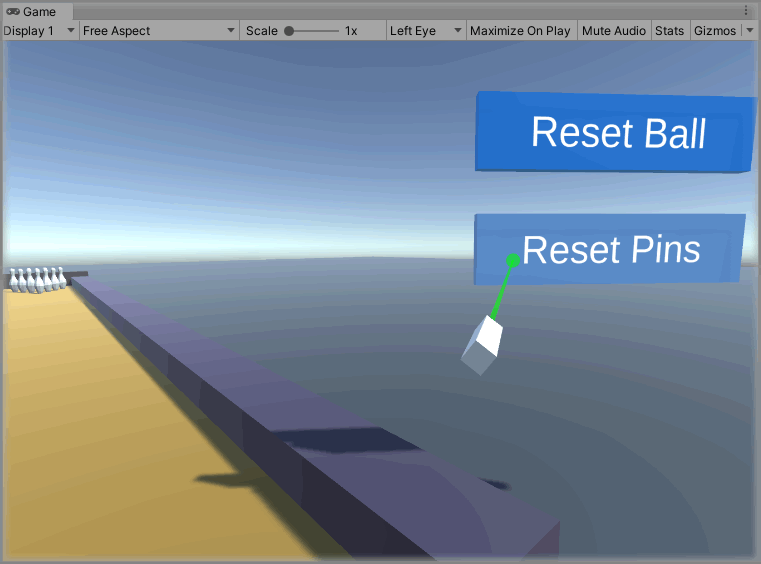 Game
Display 1 Free Aspect Scale 1x Left Eye Maximize On Play Mute Audio Stats Gizmos
Reset Ball
Reset Pins